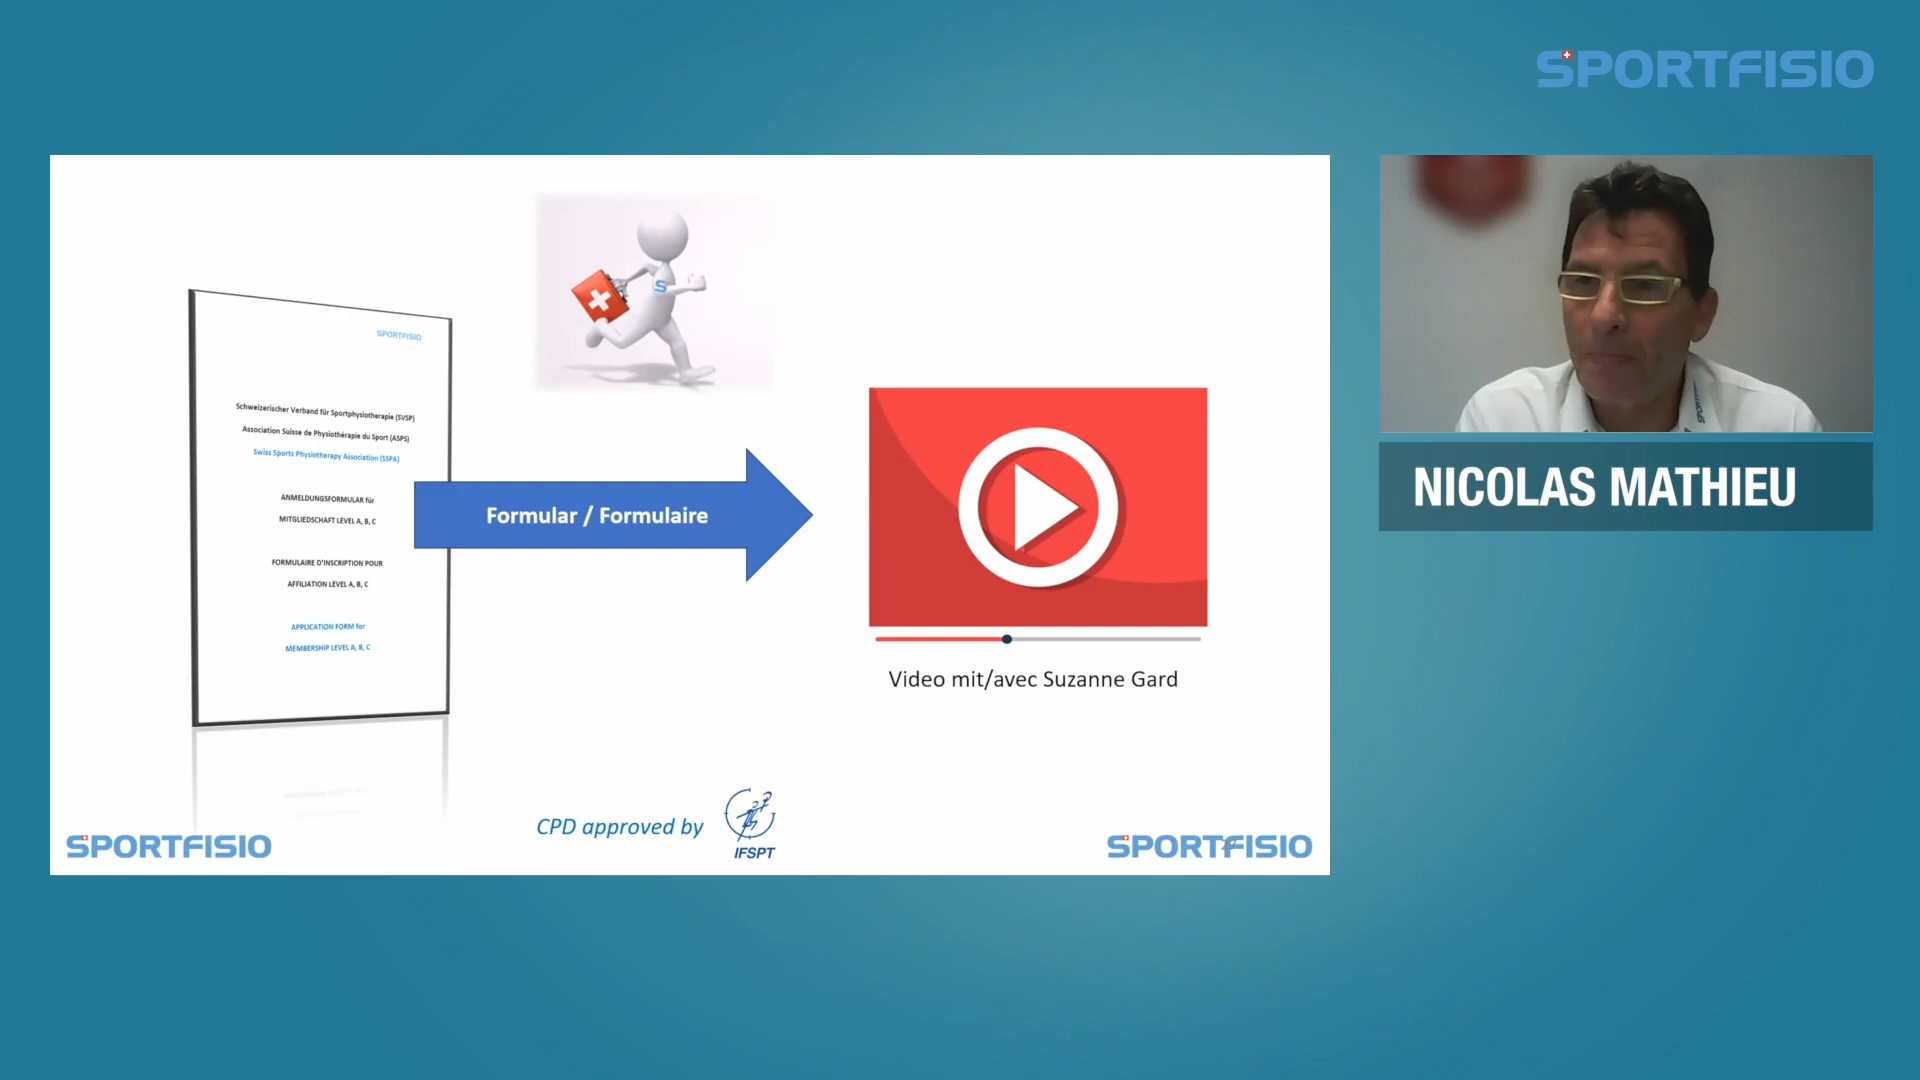 SPORTFISIO
SPORTFISIO
Schweizerischer Verband für Sportphysiotherapie (SVSP)
Association Suisse de Physiothérapie du Sport (ASPS)
Swiss Sports Physiotherapy Association (SSPA)
ANMELDUNGSFORMULAR für
MITGLIEDSCHAFT LEVEL A, B, C
FORMULAIRE D'INSCRIPTION POUR
AFFILIATION LEVEL A, B, C
APPLICATION FORM for
MEMBERSHIP LEVEL A, B, C
S
Formular / Formulaire
Video mit/avec Suzanne Gard
CPD approved by
IFSPT
SPORTFISIO
SPORTFISIO
NICOLAS MATHIEU